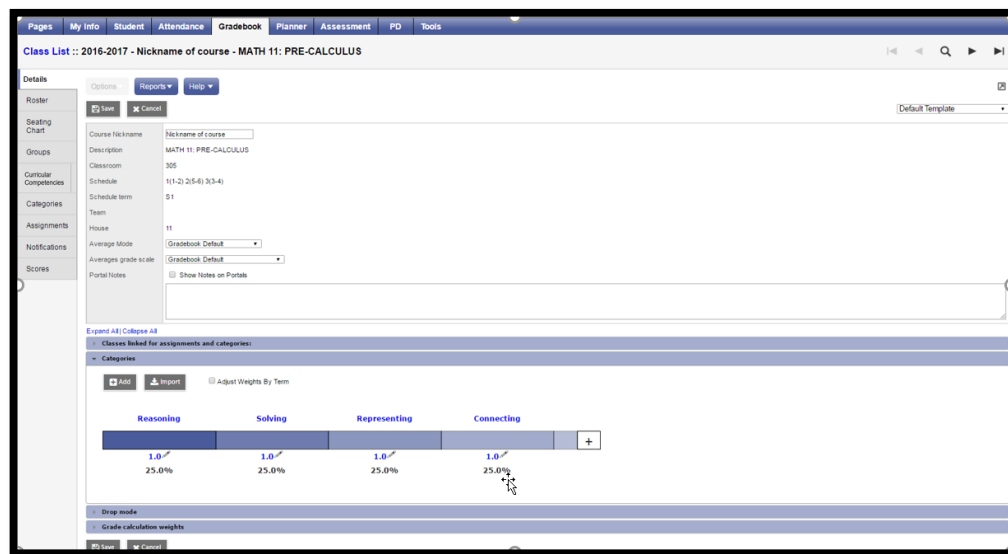 Pages My Info Student Attendance Gradebook Planner Assessment PD Tools
Class List :: 2016-2017 - Nickname of course - MATH 11: PRE-CALCULUS
Details
Roster
Seating
Chart
Groups
Curricular
Competencies
Categories
Assignments
Notifications
Scores
Options Reports Help
Save Cancel
Default Template
Course Nickname Nickname of course
Description MATH 11: PRE-CALCULUS
Classroom 305
Schedule 1(1-2) 2(5-6) 3(3-4)
Schedule term S1
Team
House 11
Average Mode Gradebook Default
Averages grade scale Gradebook Default
Portal Notes Show Notes on Portals
Expand All | Collapse All
Classes linked for assignments and categories:
Categories
+ Add Import Adjust Weights By Term
Reasoning Solving Representing Connecting
+
1.0 1.0 1.0 1.0
25.0% 25.0% 25.0% 25.0%
Drop mode
Grade calculation weights
Save Cancel